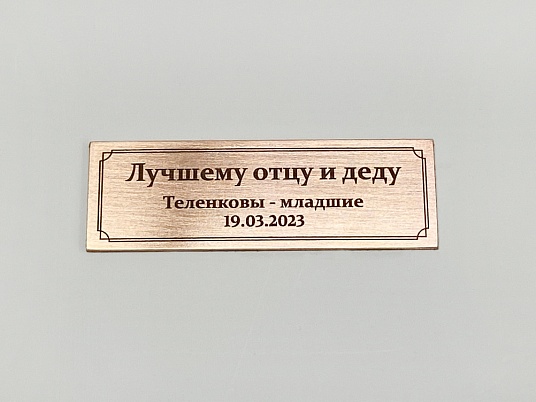 Лучшему отцу и деду
Теленковы - младшие
19.03.2023